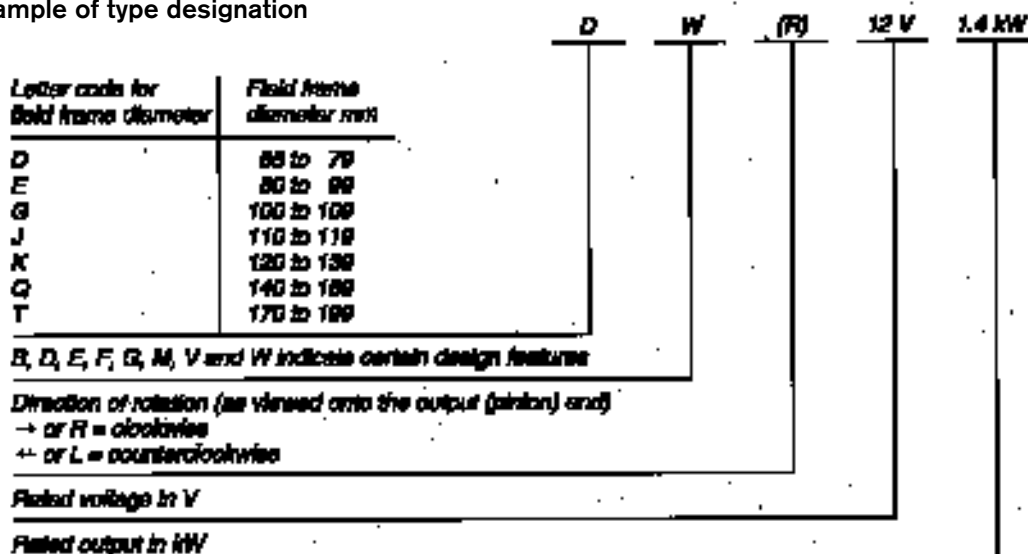 ample of type designation
D W (R) 12 V 1.4 kW
Letter code for Field frame
field frame diameter diameter mm
D 65 to 79
E 80 to 99
G 100 to 109
J 110 to 119
K 120 to 139
Q 140 to 169
T 170 to 199
B, D, E, F, G, M, V and W indicate certain design features
Direction of rotation (as viewed onto the output (pinion) end)
→ or R = clockwise
← or L = counterclockwise
Rated voltage in V
Rated output in kW